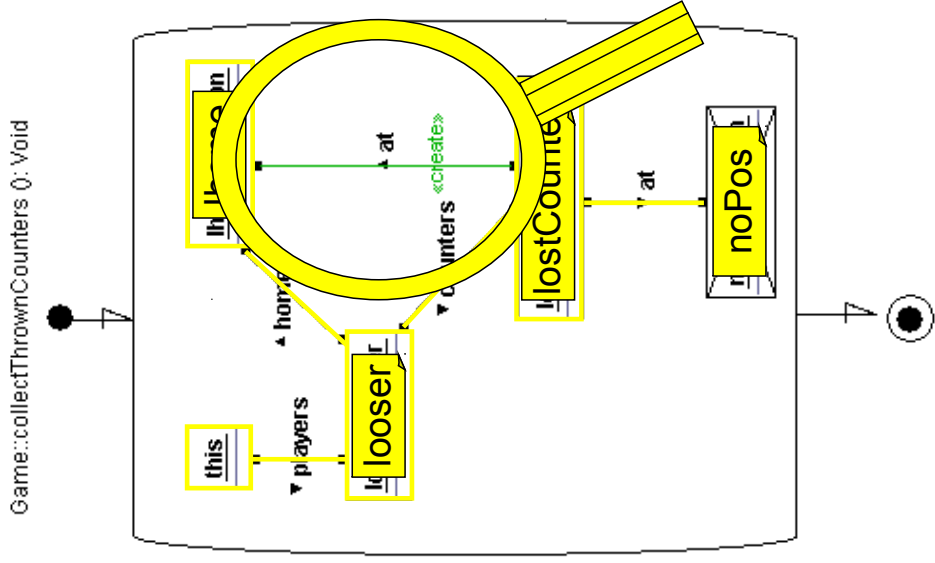 Game::collectThrownCounters (): Void
this
players
looser
home
counters
at
«create»
lostCounte
at
noPos